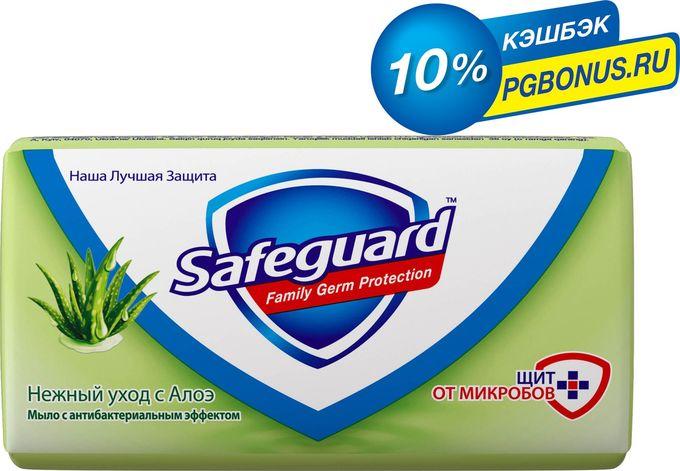 10%
КЭШБЭК
PGBONUS.RU
Наша Лучшая Защита
Safeguard™
Family Germ Protection
Нежный уход с Алоэ
Мыло с антибактериальным эффектом
ЩИТ
ОТ МИКРОБОВ